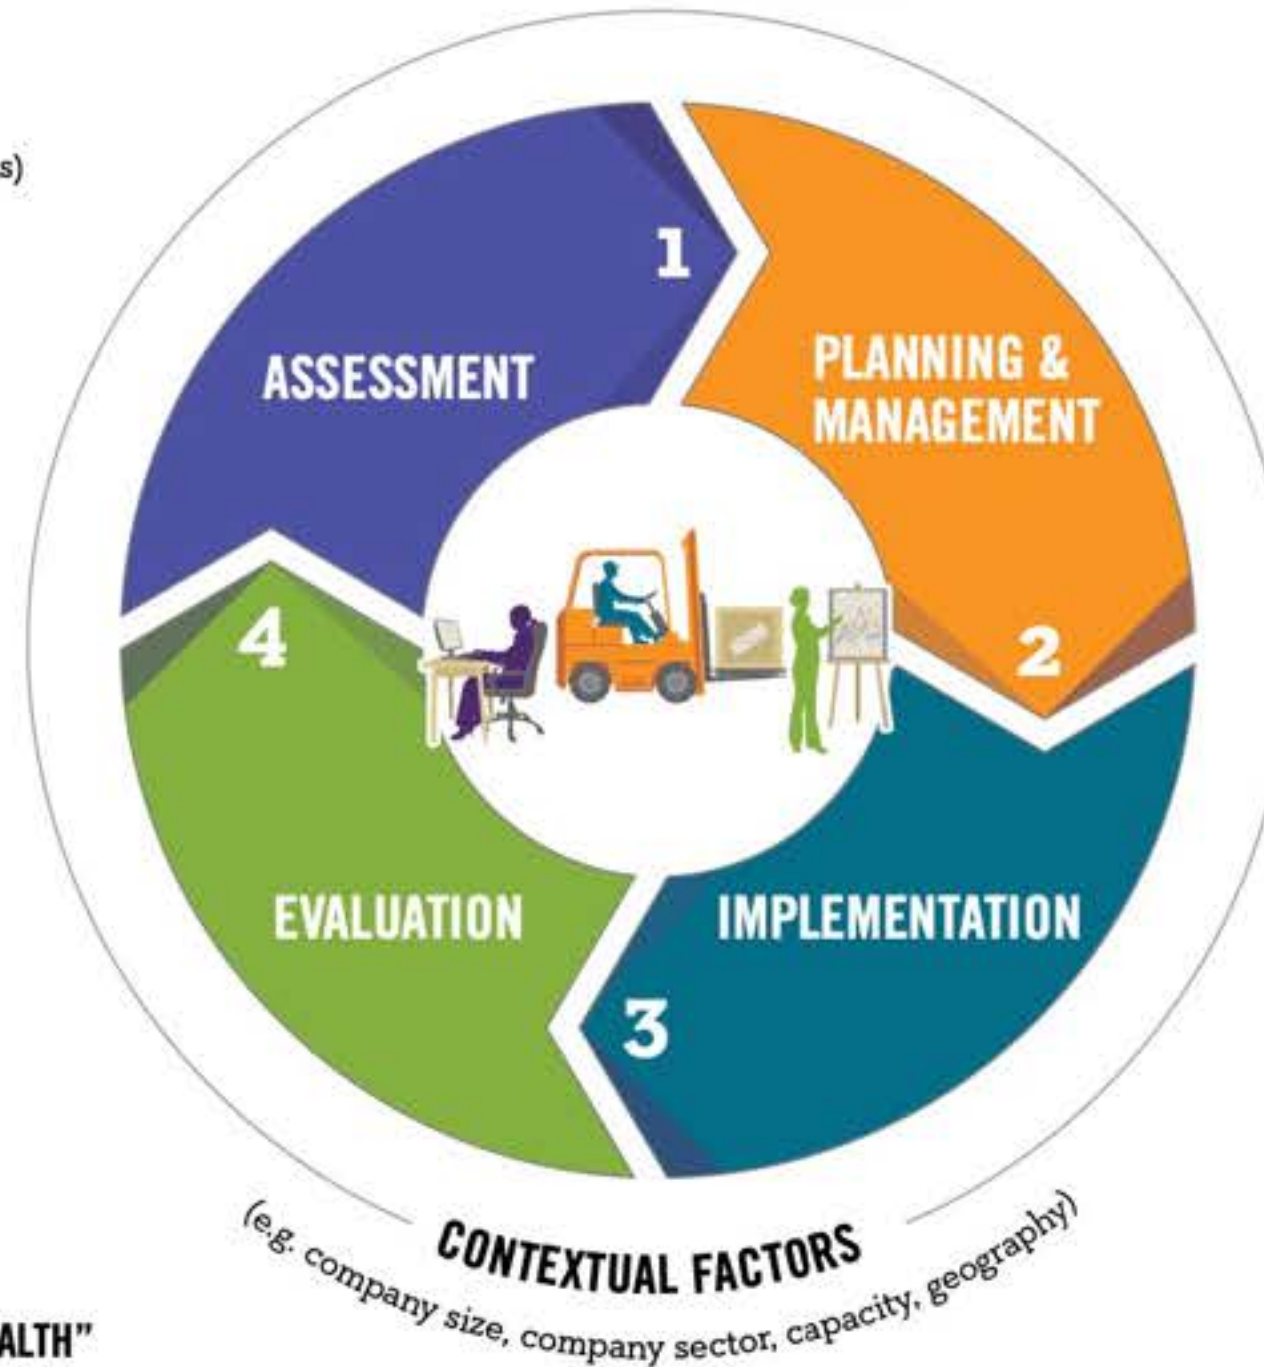 s)
1
ASSESSMENT
PLANNING &
MANAGEMENT
2
4
EVALUATION
IMPLEMENTATION
3
CONTEXTUAL FACTORS
(e.g. company size, company sector, capacity, geography)
ALTH”